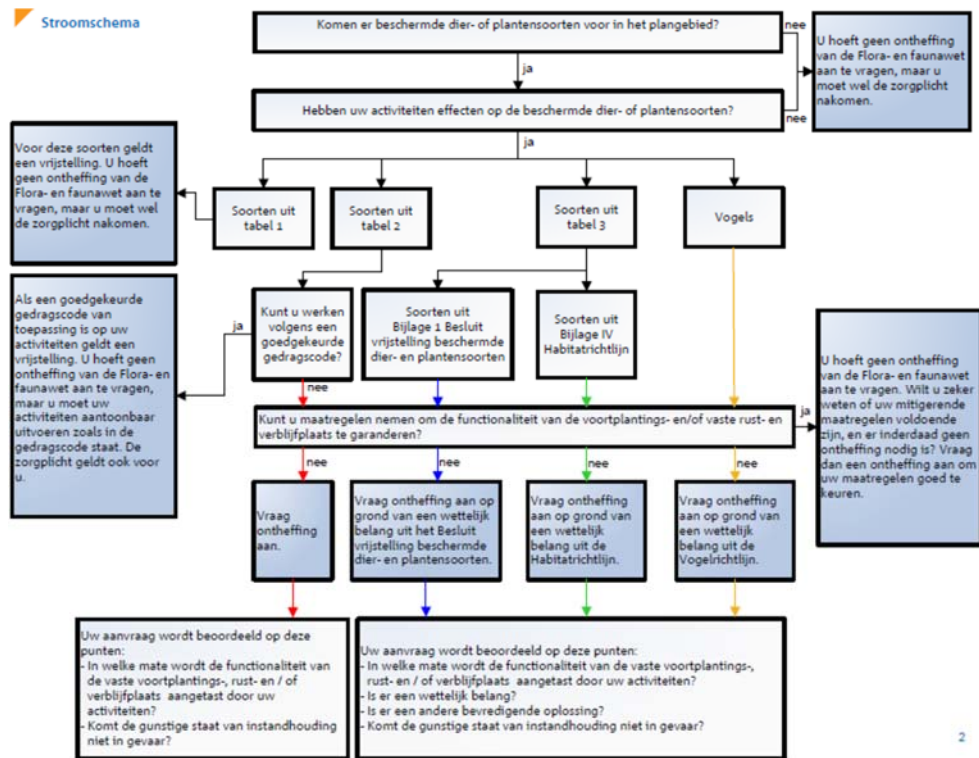 Stroomschema
Komen er beschermde dier- of plantensoorten voor in het plangebied?
nee
U hoeft geen ontheffing
van de Flora- en faunawet
aan te vragen, maar u
moet wel de zorgplicht
nakomen.
ja
Hebben uw activiteiten effecten op de beschermde dier- of plantensoorten?
nee
ja
Voor deze soorten geldt
een vrijstelling. U hoeft
geen ontheffing van de
Flora- en faunawet aan te
vragen, maar u moet wel
de zorgplicht nakomen.
Soorten uit
tabel 1
Soorten uit
tabel 2
Soorten uit
tabel 3
Vogels
Als een goedgekeurde
gedragscode van
toepassing is op uw
activiteiten geldt een
vrijstelling. U hoeft geen
ontheffing van de Flora- en
faunawet aan te vragen,
maar u moet uw
activiteiten aantoonbaar
uitvoeren zoals in de
gedragscode staat. De
zorgplicht geldt ook voor
u.
ja
Kunt u werken
volgens een
goedgekeurde
gedragscode?
Soorten uit
Bijlage 1 Besluit
vrijstelling beschermde
dier- en plantensoorten
Soorten uit
Bijlage IV
Habitatrichtlijn
nee
Kunt u maatregelen nemen om de functionaliteit van de voortplantings- en/of vaste rust- en
verblijfplaats te garanderen?
ja
U hoeft geen ontheffing
van de Flora- en faunawet
aan te vragen. Wilt u zeker
weten of uw mitigerende
maatregelen voldoende
zijn, en er inderdaad geen
ontheffing nodig is? Vraag
dan een ontheffing aan om
uw maatregelen goed te
keuren.
nee
nee
nee
nee
Vraag
ontheffing
aan.
Vraag ontheffing aan op
grond van een wettelijk
belang uit het Besluit
vrijstelling beschermde
dier- en plantensoorten.
Vraag ontheffing
aan op grond van
een wettelijk
belang uit de
Habitatrichtlijn.
Vraag ontheffing
aan op grond van
een wettelijk
belang uit de
Vogelrichtlijn.
Uw aanvraag wordt beoordeeld op deze
punten:
- In welke mate wordt de functionaliteit van
de vaste voortplantings-, rust- en / of
verblijfplaats aangetast door uw
activiteiten?
- Komt de gunstige staat van instandhouding
niet in gevaar?
Uw aanvraag wordt beoordeeld op deze punten:
- In welke mate wordt de functionaliteit van de vaste voortplantings-,
rust- en / of verblijfplaats aangetast door uw activiteiten?
- Is er een wettelijk belang?
- Is er een andere bevredigende oplossing?
- Komt de gunstige staat van instandhouding niet in gevaar?
2